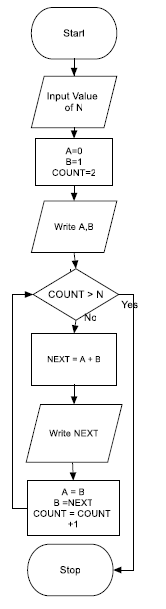 Start
Input Value
of N
A=0
B=1
COUNT=2
Write A,B
COUNT > N
Yes
No
NEXT = A + B
Write NEXT
A = B
B =NEXT
COUNT = COUNT
+1
Stop